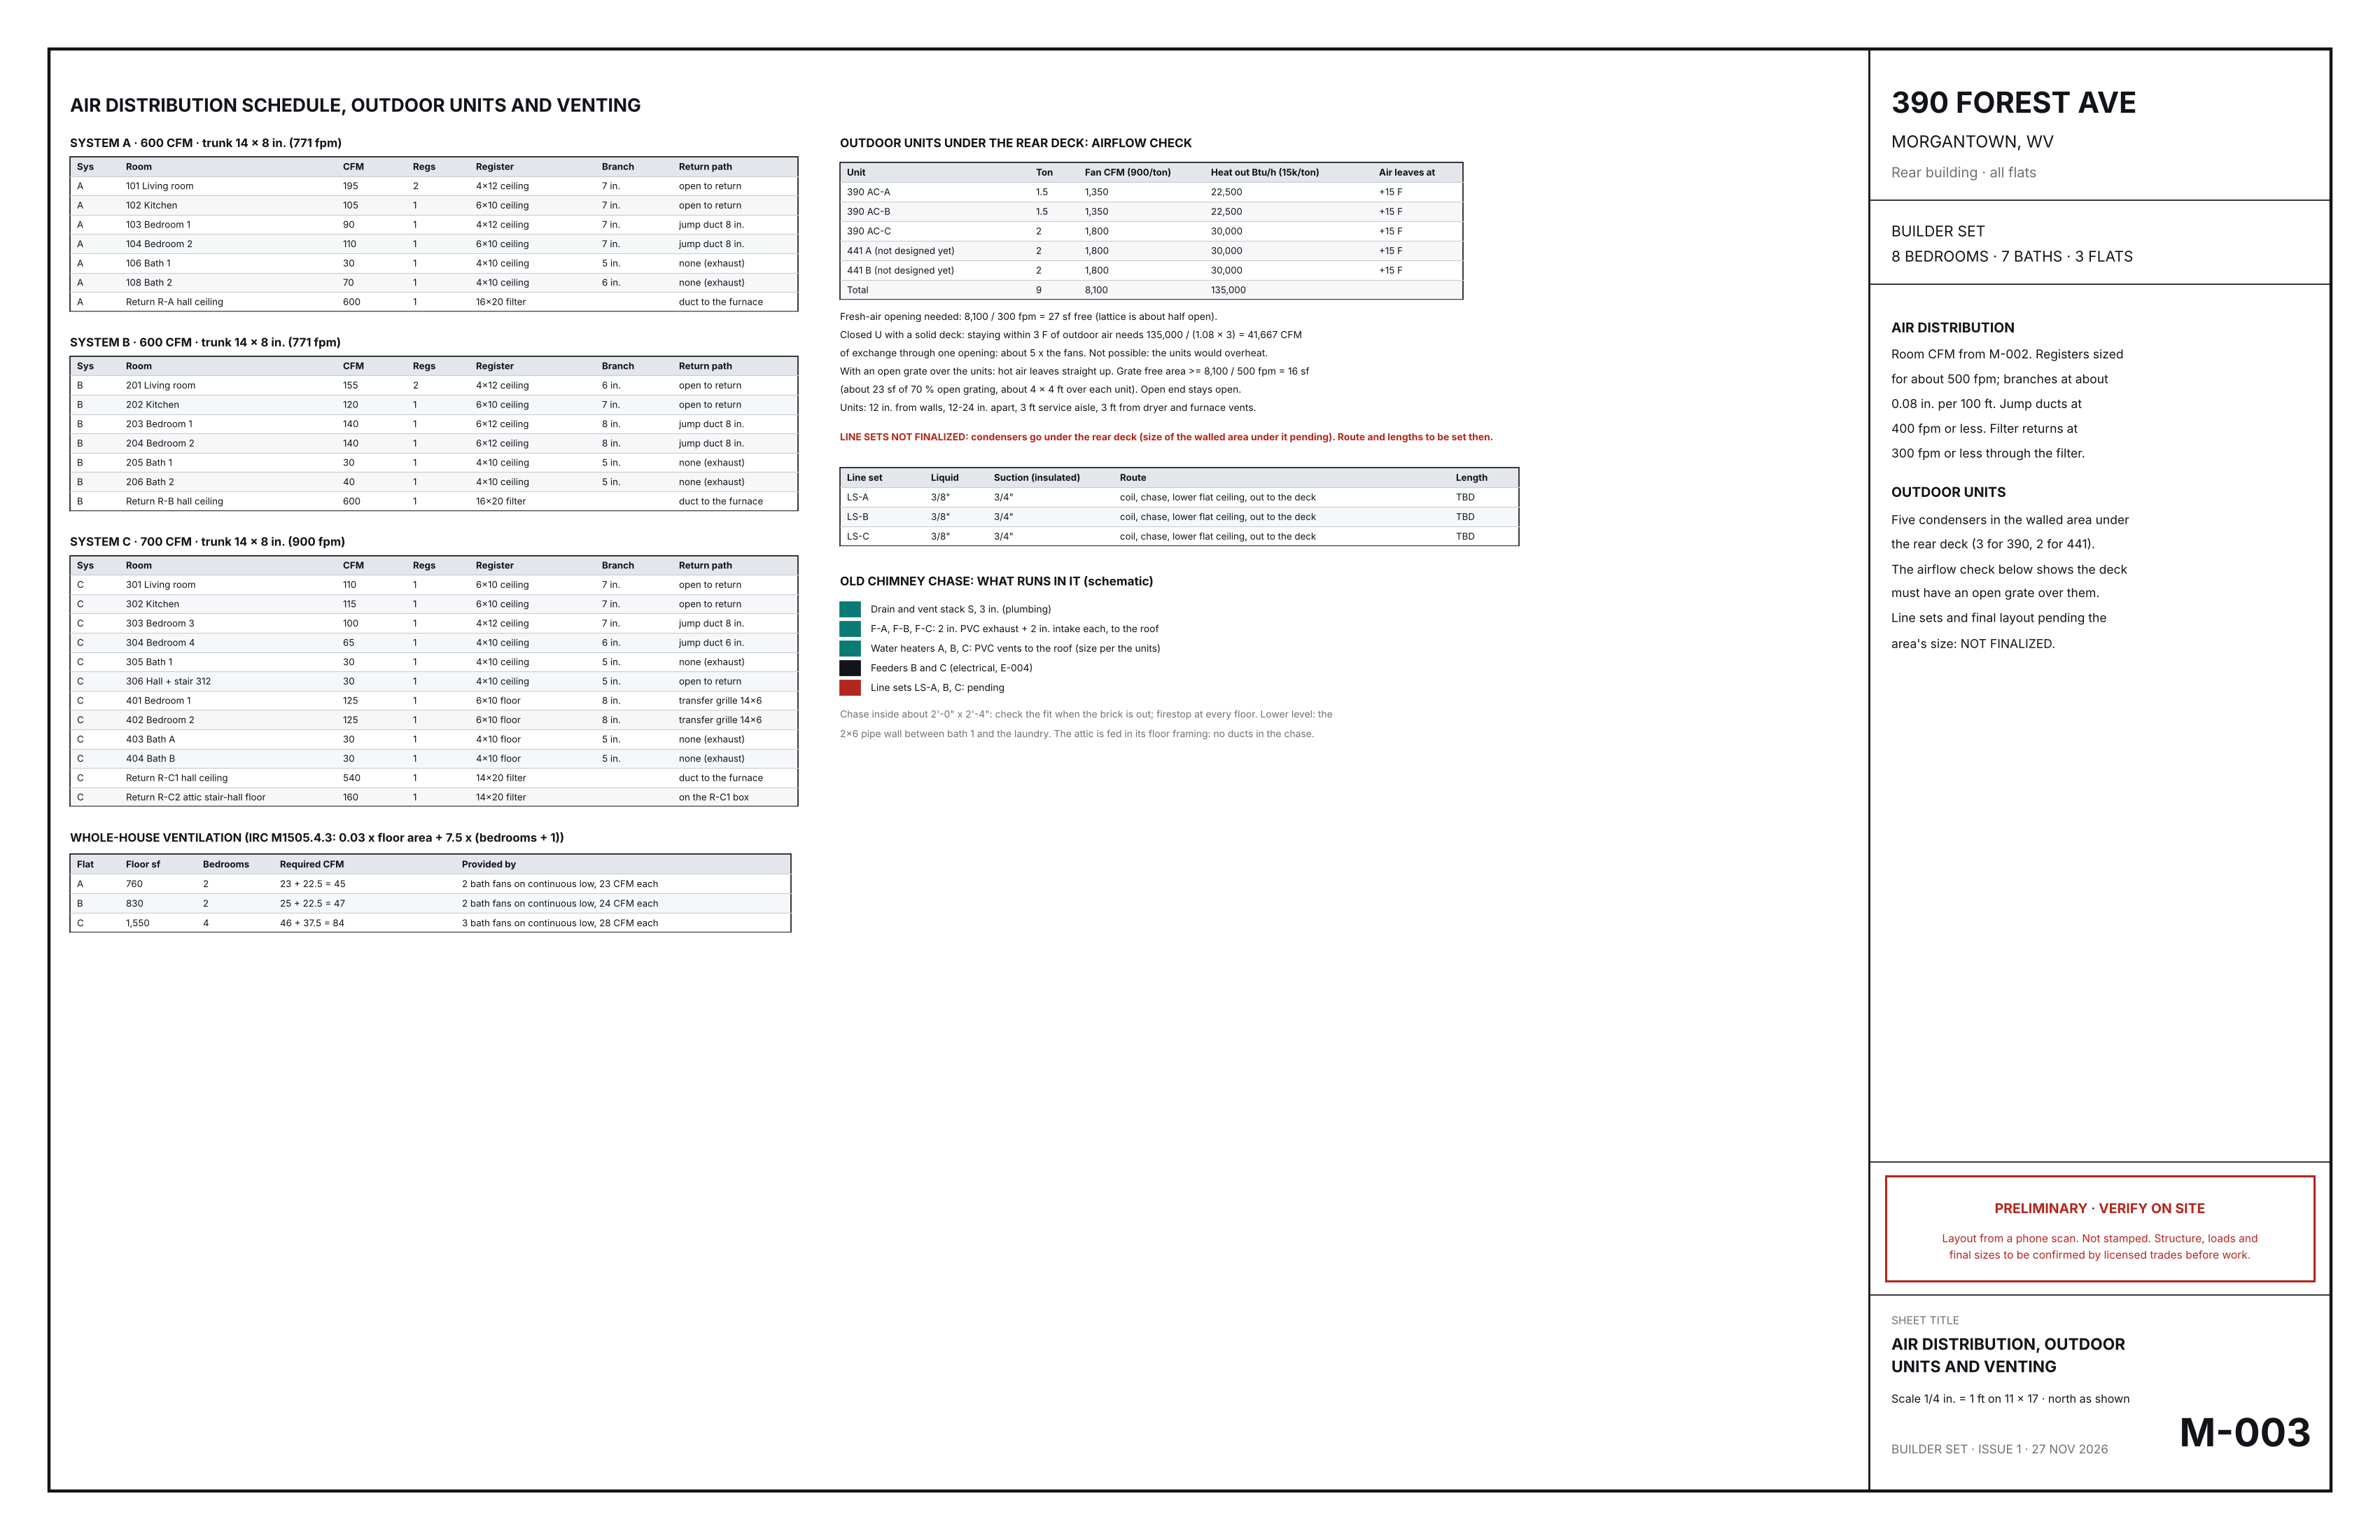 AIR DISTRIBUTION SCHEDULE, OUTDOOR UNITS AND VENTING
SYSTEM A · 600 CFM · trunk 14 × 8 in. (771 fpm)
Sys Room CFM Regs Register Branch Return path
A 101 Living room 195 2 4×12 ceiling 7 in. open to return
A 102 Kitchen 105 1 6×10 ceiling 7 in. open to return
A 103 Bedroom 1 90 1 4×12 ceiling 7 in. jump duct 8 in.
A 104 Bedroom 2 110 1 6×10 ceiling 7 in. jump duct 8 in.
A 106 Bath 1 30 1 4×10 ceiling 5 in. none (exhaust)
A 108 Bath 2 70 1 4×10 ceiling 6 in. none (exhaust)
A Return R-A hall ceiling 600 1 16×20 filter duct to the furnace
SYSTEM B · 600 CFM · trunk 14 × 8 in. (771 fpm)
Sys Room CFM Regs Register Branch Return path
B 201 Living room 155 2 4×12 ceiling 6 in. open to return
B 202 Kitchen 120 1 6×10 ceiling 7 in. open to return
B 203 Bedroom 1 140 1 6×12 ceiling 8 in. jump duct 8 in.
B 204 Bedroom 2 140 1 6×12 ceiling 8 in. jump duct 8 in.
B 205 Bath 1 30 1 4×10 ceiling 5 in. none (exhaust)
B 206 Bath 2 40 1 4×10 ceiling 5 in. none (exhaust)
B Return R-B hall ceiling 600 1 16×20 filter duct to the furnace
SYSTEM C · 700 CFM · trunk 14 × 8 in. (900 fpm)
Sys Room CFM Regs Register Branch Return path
C 301 Living room 110 1 6×10 ceiling 7 in. open to return
C 302 Kitchen 115 1 6×10 ceiling 7 in. open to return
C 303 Bedroom 3 100 1 4×12 ceiling 7 in. jump duct 8 in.
C 304 Bedroom 4 65 1 4×10 ceiling 6 in. jump duct 6 in.
C 305 Bath 1 30 1 4×10 ceiling 5 in. none (exhaust)
C 306 Hall + stair 312 30 1 4×10 ceiling 5 in. open to return
C 401 Bedroom 1 125 1 6×10 floor 8 in. transfer grille 14×6
C 402 Bedroom 2 125 1 6×10 floor 8 in. transfer grille 14×6
C 403 Bath A 30 1 4×10 floor 5 in. none (exhaust)
C 404 Bath B 30 1 4×10 floor 5 in. none (exhaust)
C Return R-C1 hall ceiling 540 1 14×20 filter duct to the furnace
C Return R-C2 attic stair-hall floor 160 1 14×20 filter on the R-C1 box
WHOLE-HOUSE VENTILATION (IRC M1505.4.3: 0.03 x floor area + 7.5 x (bedrooms + 1))
Flat Floor sf Bedrooms Required CFM Provided by
A 760 2 23 + 22.5 = 45 2 bath fans on continuous low, 23 CFM each
B 830 2 25 + 22.5 = 47 2 bath fans on continuous low, 24 CFM each
C 1,550 4 46 + 37.5 = 84 3 bath fans on continuous low, 28 CFM each
OUTDOOR UNITS UNDER THE REAR DECK: AIRFLOW CHECK
Unit Ton Fan CFM (900/ton) Heat out Btu/h (15k/ton) Air leaves at
390 AC-A 1.5 1,350 22,500 +15 F
390 AC-B 1.5 1,350 22,500 +15 F
390 AC-C 2 1,800 30,000 +15 F
441 A (not designed yet) 2 1,800 30,000 +15 F
441 B (not designed yet) 2 1,800 30,000 +15 F
Total 9 8,100 135,000
Fresh-air opening needed: 8,100 / 300 fpm = 27 sf free (lattice is about half open).
Closed U with a solid deck: staying within 3 F of outdoor air needs 135,000 / (1.08 × 3) = 41,667 CFM
of exchange through one opening: about 5 x the fans. Not possible: the units would overheat.
With an open grate over the units: hot air leaves straight up. Grate free area >= 8,100 / 500 fpm = 16 sf
(about 23 sf of 70 % open grating, about 4 × 4 ft over each unit). Open end stays open.
Units: 12 in. from walls, 12-24 in. apart, 3 ft service aisle, 3 ft from dryer and furnace vents.
LINE SETS NOT FINALIZED: condensers go under the rear deck (size of the walled area under it pending). Route and lengths to be set then.
Line set Liquid Suction (insulated) Route Length
LS-A 3/8" 3/4" coil, chase, lower flat ceiling, out to the deck TBD
LS-B 3/8" 3/4" coil, chase, lower flat ceiling, out to the deck TBD
LS-C 3/8" 3/4" coil, chase, lower flat ceiling, out to the deck TBD
OLD CHIMNEY CHASE: WHAT RUNS IN IT (schematic)
Drain and vent stack S, 3 in. (plumbing)
F-A, F-B, F-C: 2 in. PVC exhaust + 2 in. intake each, to the roof
Water heaters A, B, C: PVC vents to the roof (size per the units)
Feeders B and C (electrical, E-004)
Line sets LS-A, B, C: pending
Chase inside about 2'-0" x 2'-4": check the fit when the brick is out; firestop at every floor. Lower level: the
2×6 pipe wall between bath 1 and the laundry. The attic is fed in its floor framing: no ducts in the chase.
390 FOREST AVE
MORGANTOWN, WV
Rear building · all flats
BUILDER SET
8 BEDROOMS · 7 BATHS · 3 FLATS
AIR DISTRIBUTION
Room CFM from M-002. Registers sized
for about 500 fpm; branches at about
0.08 in. per 100 ft. Jump ducts at
400 fpm or less. Filter returns at
300 fpm or less through the filter.
OUTDOOR UNITS
Five condensers in the walled area under
the rear deck (3 for 390, 2 for 441).
The airflow check below shows the deck
must have an open grate over them.
Line sets and final layout pending the
area's size: NOT FINALIZED.
PRELIMINARY · VERIFY ON SITE
Layout from a phone scan. Not stamped. Structure, loads and
final sizes to be confirmed by licensed trades before work.
SHEET TITLE
AIR DISTRIBUTION, OUTDOOR
UNITS AND VENTING
Scale 1/4 in. = 1 ft on 11 × 17 · north as shown
BUILDER SET · ISSUE 1 · 27 NOV 2026
M-003